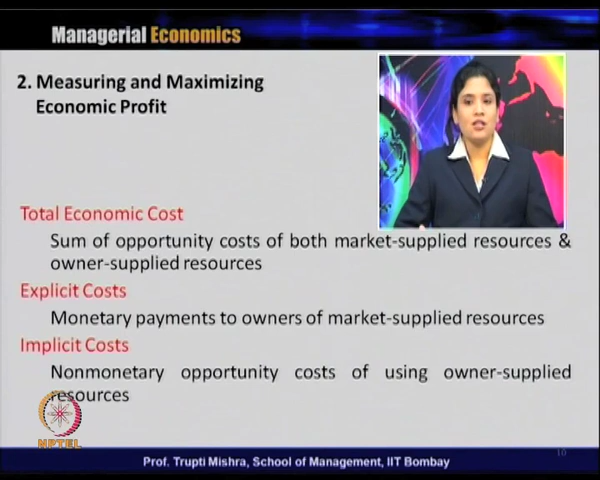 Managerial Economics
2. Measuring and Maximizing
Economic Profit
Total Economic Cost
Sum of opportunity costs of both market-supplied resources &
owner-supplied resources
Explicit Costs
Monetary payments to owners of market-supplied resources
Implicit Costs
Nonmonetary opportunity costs of using owner-supplied
resources
NPTEL
Prof. Trupti Mishra, School of Management, IIT Bombay
10